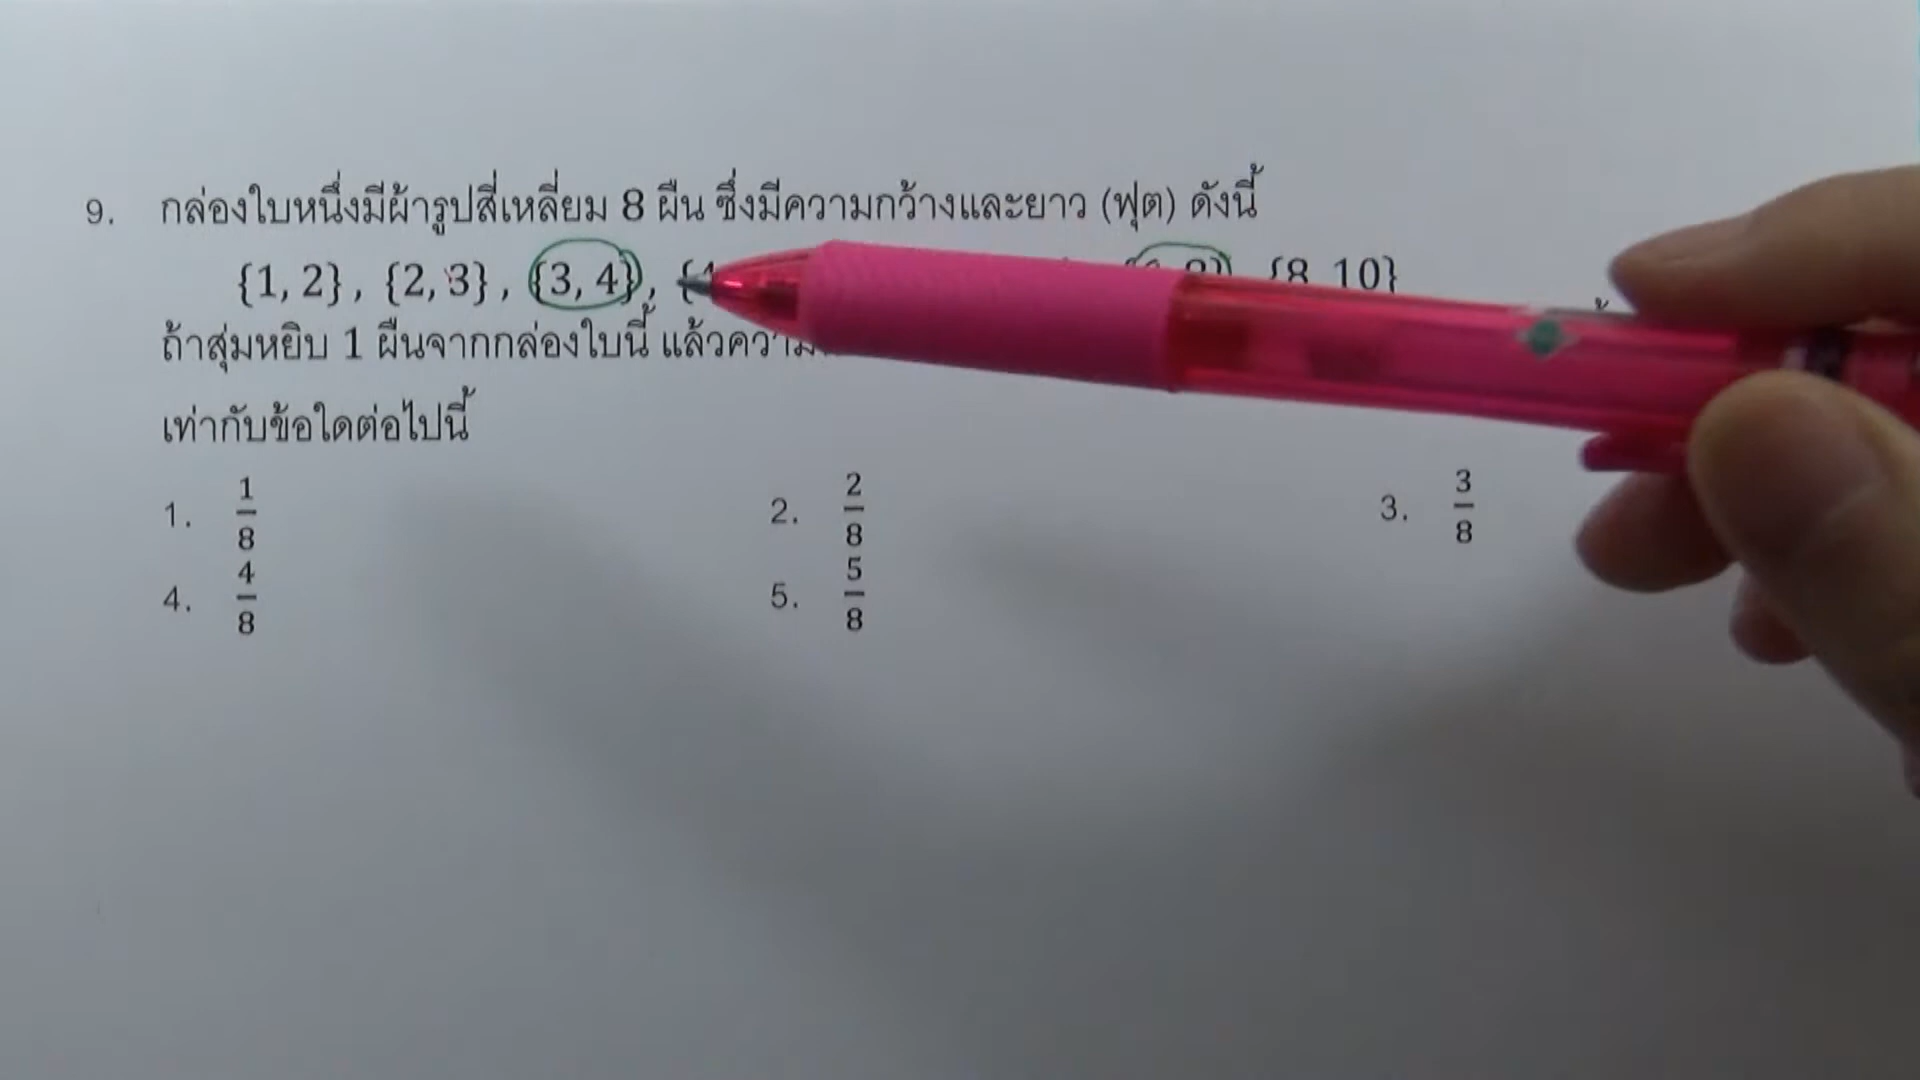 9. กล่องใบหนึ่งมีผ้ารูปสี่เหลี่ยม 8 ผืน ซึ่งมีความกว้างและยาว (ฟุต) ดังนี้
{1, 2} , {2, 3} , {3, 4} , {8, 10}
ถ้าสุ่มหยิบ 1 ผืนจากกล่องใบนี้ แล้วความ
เท่ากับข้อใดต่อไปนี้
1. 1/8 2. 2/8 3. 3/8
4. 4/8 5. 5/8